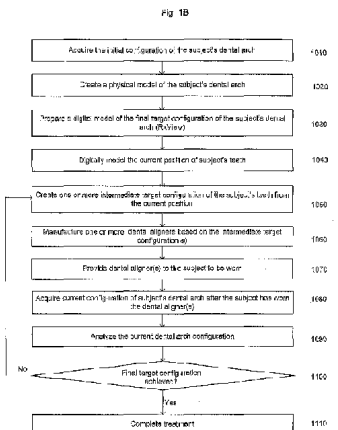 Fig 1B
Acquire the initial configuration of the subject's dental arch
1010
Create a physical model of the subject's dental arch
1020
Prepare a digital model of the final target configuration of the subject's dental
arch (RxView)
1030
Digitally model the current position of subject's teeth
1040
Create one or more intermediate target configuration of the subject's teeth from
the current position
1050
Manufacture one or more dental aligners based on the intermediate target
configuration(s)
1060
Provide dental aligner(s) to the subject to be worn
1070
Acquire current configuration of subject's dental arch after the subject has worn
the dental aligner(s)
1080
Analyze the current dental arch configuration
1090
No
Final target configuration
achieved?
1100
Yes
Complete treatment
1110